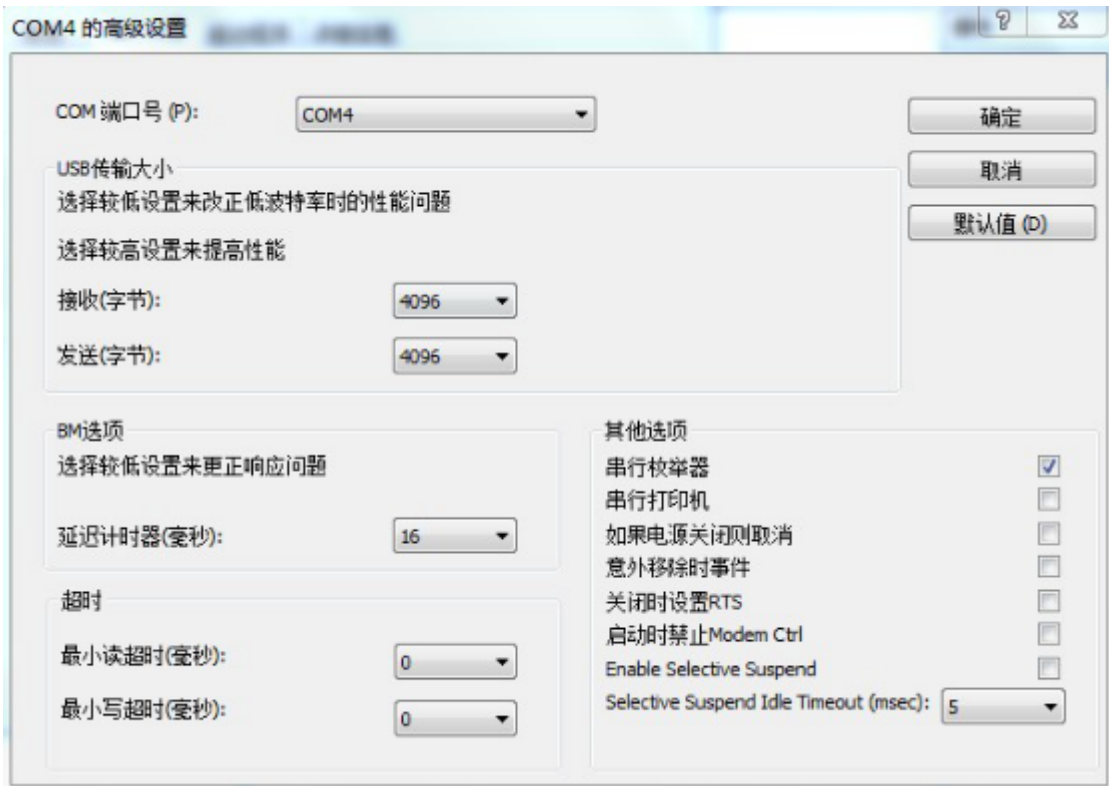 COM4 的高级设置
COM 端口号 (P):
COM4
确定
USB传输大小
取消
选择较低设置来改正低波特率时的性能问题
默认值 (D)
选择较高设置来提高性能
接收(字节):
4096
发送(字节):
4096
BM选项
选择较低设置来更正响应问题
延迟计时器(毫秒):
16
超时
最小读超时(毫秒):
0
最小写超时(毫秒):
0
其他选项
串行枚举器
串行打印机
如果电源关闭则取消
意外移除时事件
关闭时设置RTS
启动时禁止Modem Ctrl
Enable Selective Suspend
Selective Suspend Idle Timeout (msec):
5